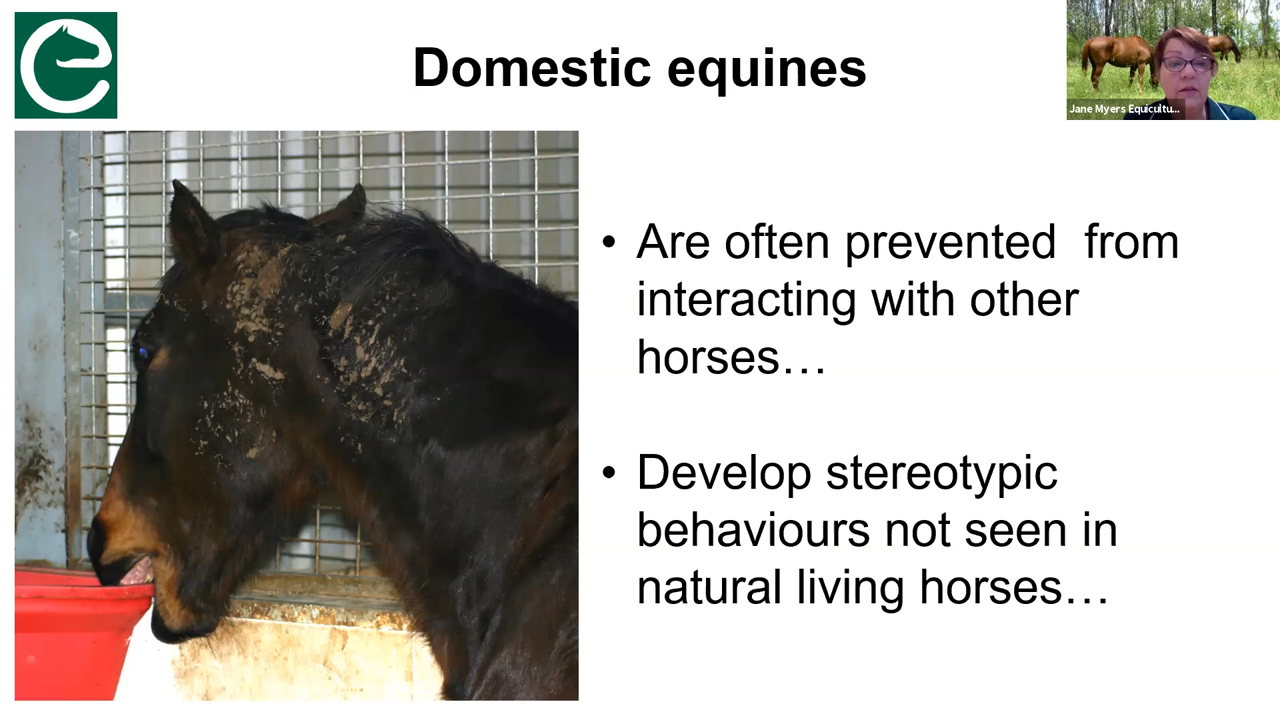 Domestic equines
Jane Myers Equicultu...
• Are often prevented  from
interacting with other
horses…
• Develop stereotypic
behaviours not seen in
natural living horses…